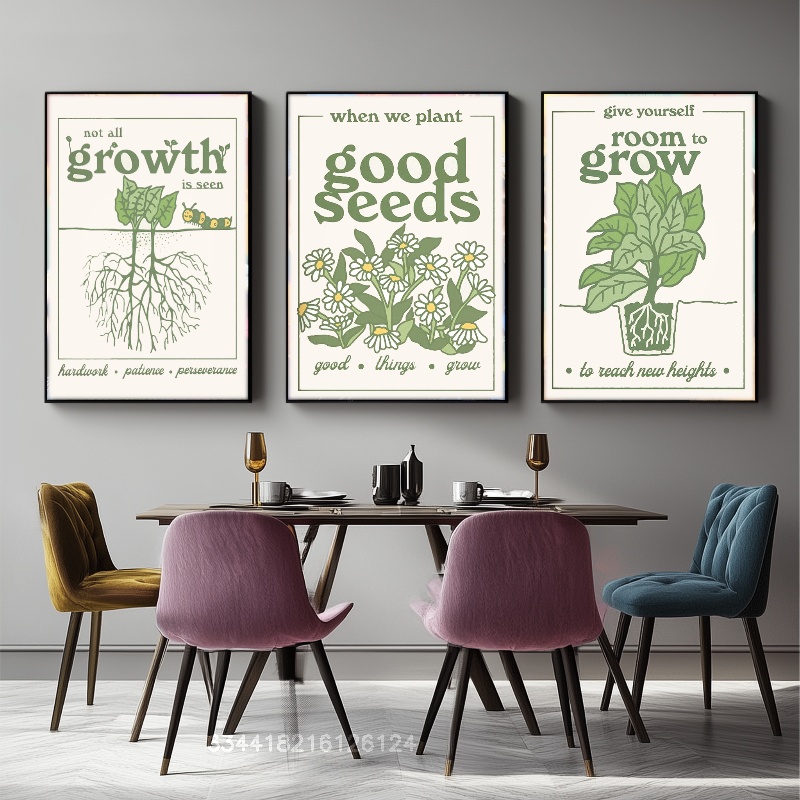 not all
growth
is seen
hardwork • patience • perseverance
when we plant
good
seeds
good • things • grow
give yourself
room to
grow
• to reach new heights •
334418216126124